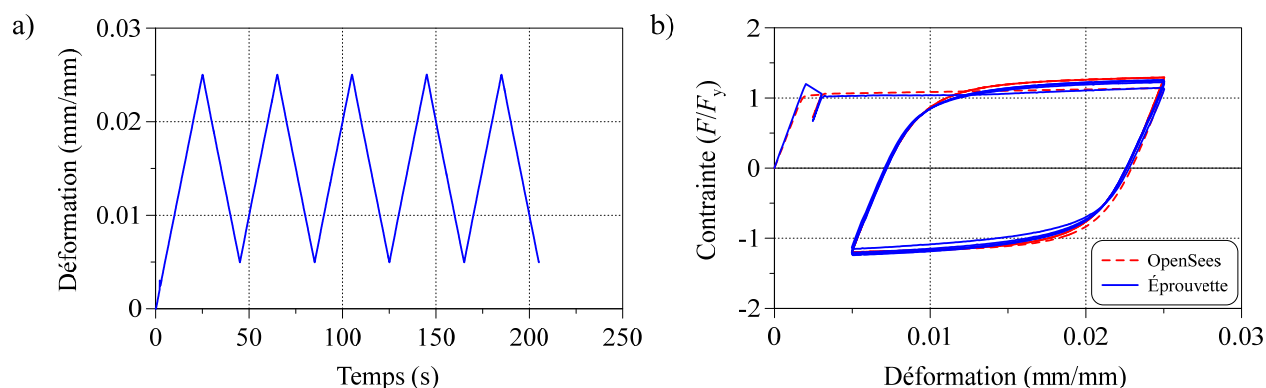 a)
Déformation (mm/mm)
0.03
0.02
0.01
0
0
50
100
150
200
250
Temps (s)
b)
Contrainte (F/Fy)
2
1
0
-1
-2
0
0.01
0.02
0.03
Déformation (mm/mm)
OpenSees
Éprouvette